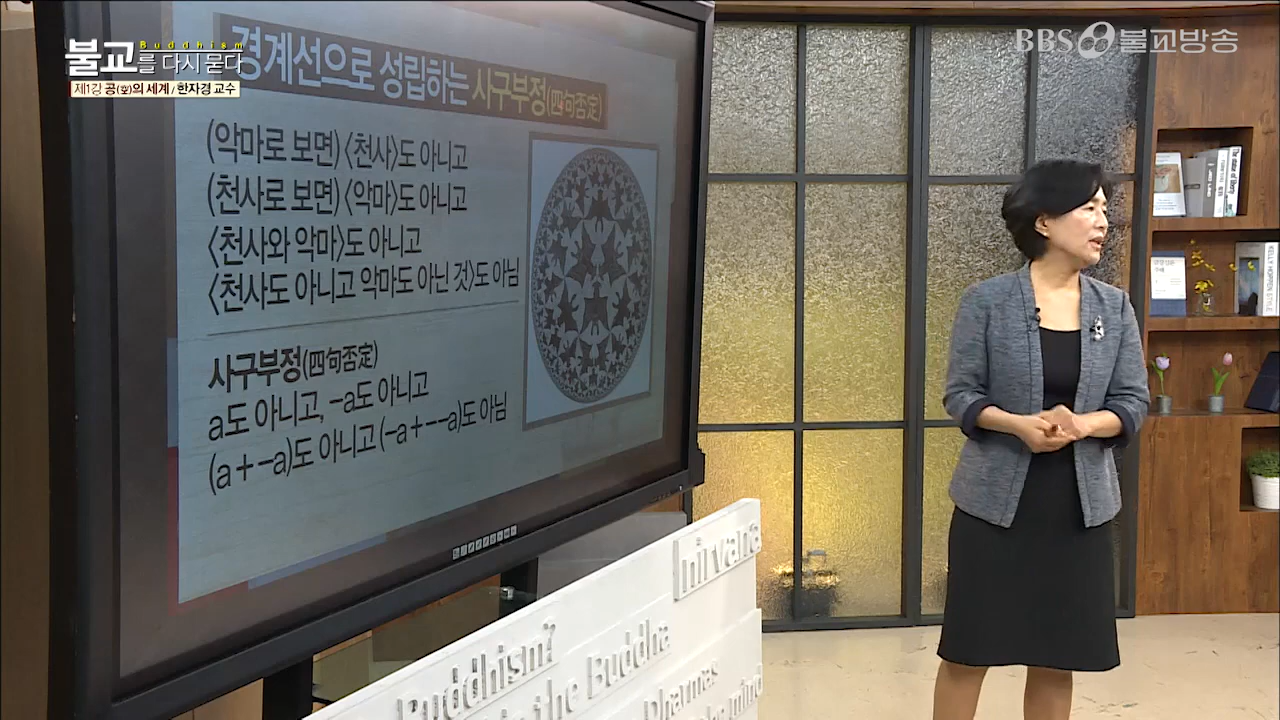 Buddhism
불교를 다시 묻다
제1강 공(空)의 세계 / 한자경 교수
BBS 불교방송
경계선으로 성립하는 사구부정(四句否定)
(악마로 보면) <천사>도 아니고
(천사로 보면) <악마>도 아니고
<천사와 악마>도 아니고
<천사도 아니고 악마도 아닌 것>도 아님
사구부정(四句否定)
a도 아니고, -a도 아니고
(a + -a)도 아니고 (-a + --a)도 아님
nirvana
Buddhism?
in the Buddha
Dharmas
mind
KELLY HOPPEN STYLE